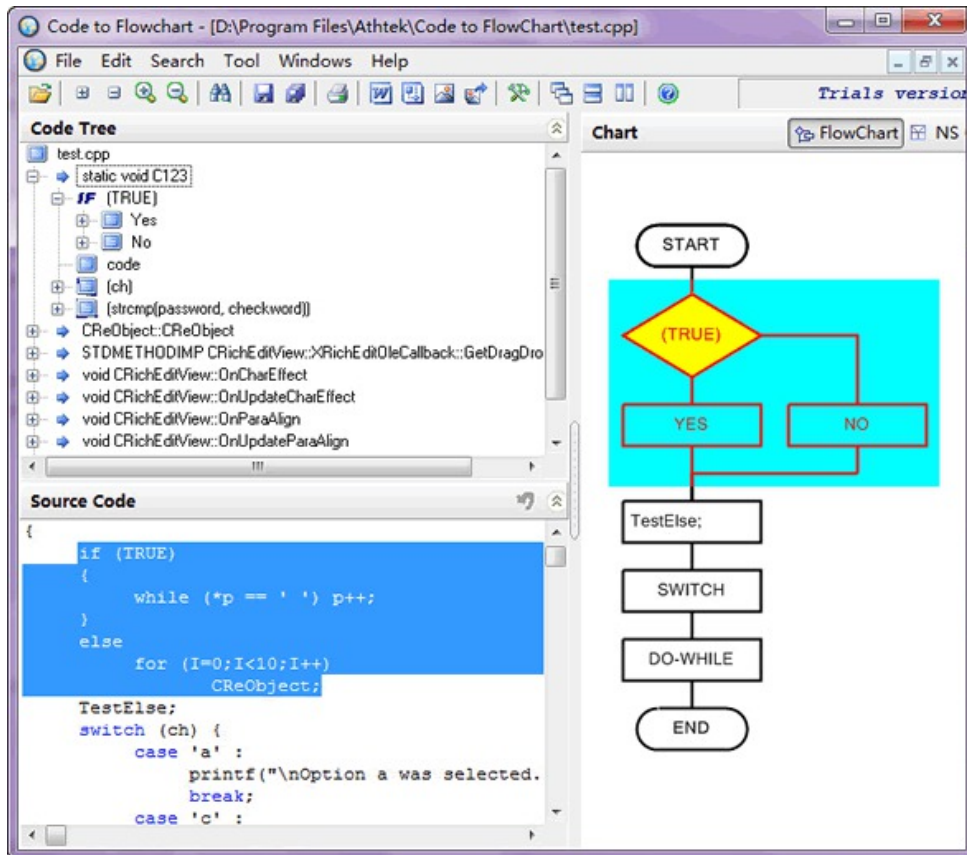 Code to Flowchart - [D:\Program Files\Athtek\Code to FlowChart\test.cpp]
File Edit Search Tool Windows Help
Trials version
Code Tree
test.cpp
static void C123
IF (TRUE)
Yes
No
code
(ch)
(strcmp(password, checkword))
CReObject::CReObject
STDMETHODIMP CRichEditView::XRichEditOleCallback::GetDragDro
void CRichEditView::OnCharEffect
void CRichEditView::OnUpdateCharEffect
void CRichEditView::OnParaAlign
void CRichEditView::OnUpdateParaAlign
Source Code
{
if (TRUE)
{
while (*p == ' ') p++;
}
else
for (I=0;I<10;I++)
CReObject;
TestElse;
switch (ch) {
case 'a' :
printf("\nOption a was selected.
break;
case 'c' :
Chart
FlowChart NS
START
(TRUE)
YES NO
TestElse;
SWITCH
DO-WHILE
END